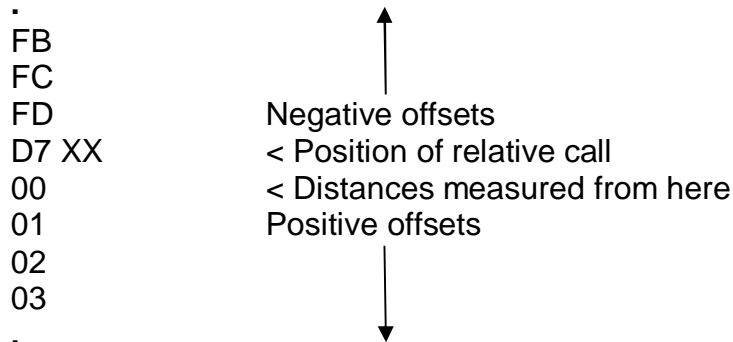 .
FB
FC
FD Negative offsets
D7 XX < Position of relative call
00 < Distances measured from here
01 Positive offsets
02
03
.